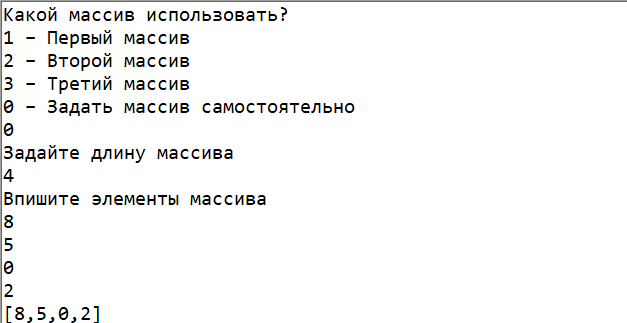 Какой массив использовать?
1 – Первый массив
2 – Второй массив
3 – Третий массив
0 – Задать массив самостоятельно
0
Задайте длину массива
4
Впишите элементы массива
8
5
0
2
[8,5,0,2]